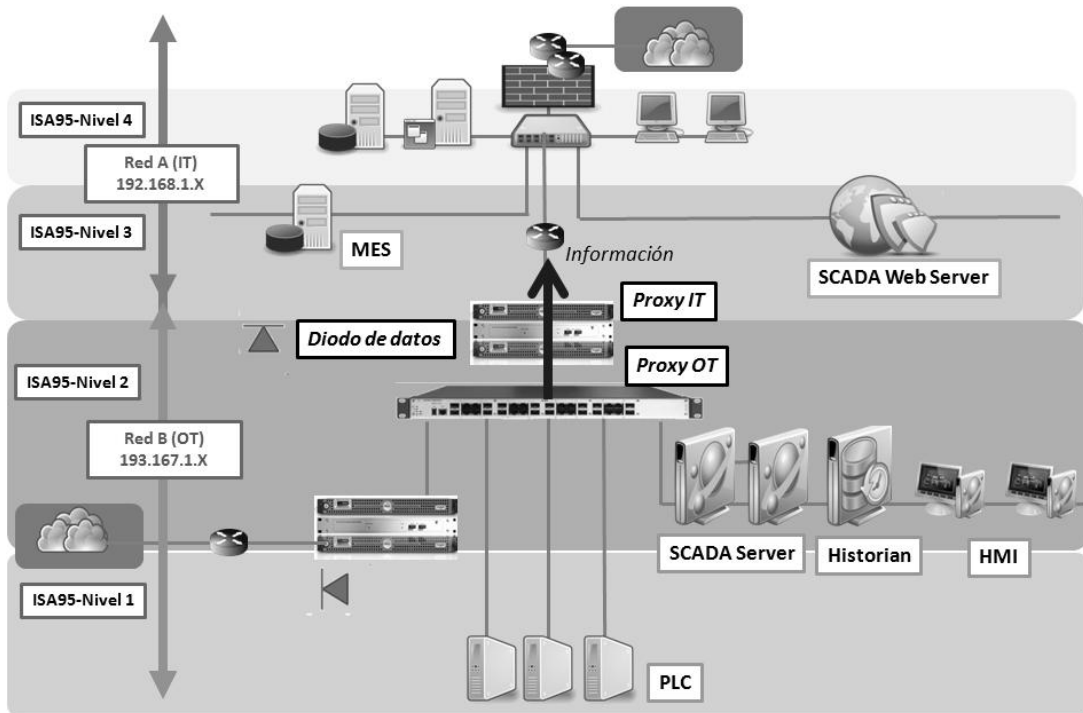 ISA95-Nivel 4
Red A (IT)
192.168.1.X
ISA95-Nivel 3
MES
Información
SCADA Web Server
Proxy IT
Diodo de datos
Proxy OT
ISA95-Nivel 2
Red B (OT)
193.167.1.X
SCADA Server
Historian
HMI
ISA95-Nivel 1
PLC